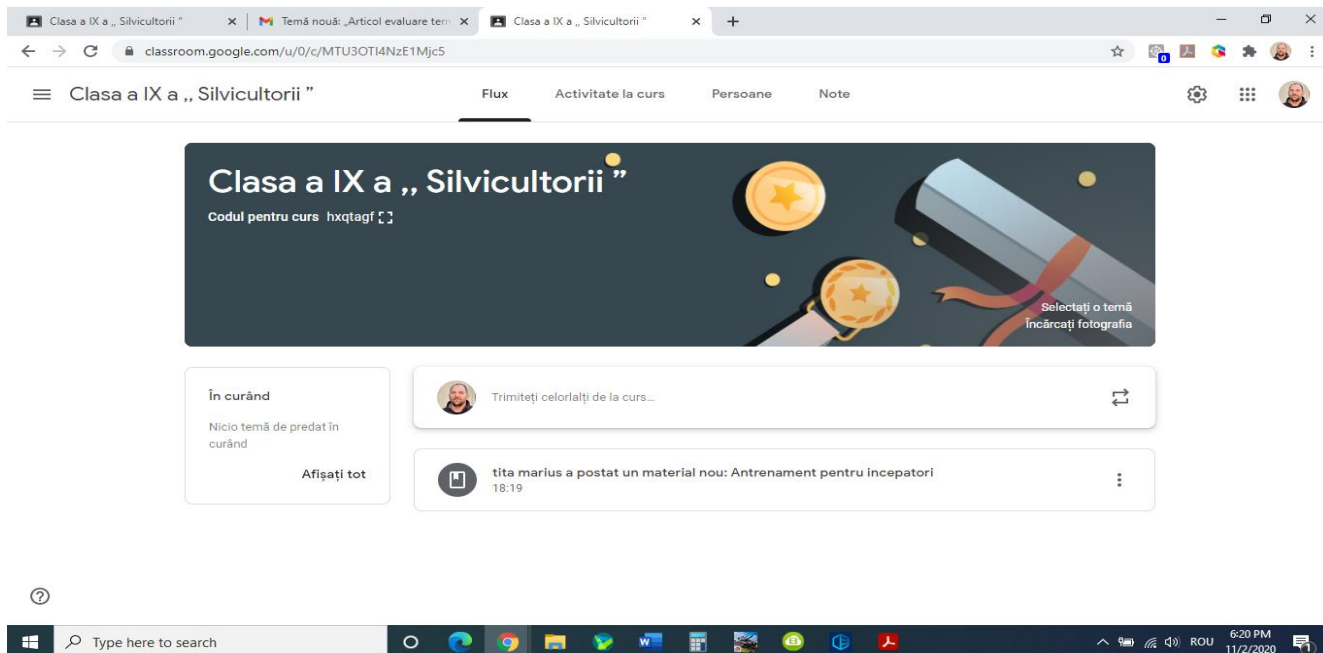 Clasa a IX a „ Silvicultorii "
Temă nouă: „Articol evaluare tern
Clasa a IX a „ Silvicultorii "
classroom.google.com/u/0/c/MTU3OTI4NzE1Mjc5
0
Clasa a IX a ,, Silvicultorii ”
Flux
Activitate la curs
Persoane
Note
Clasa a IX a ,, Silvicultorii ”
Codul pentru curs hxqtagf
Selectați o temă
Încărcați fotografia
În curând
Nicio temă de predat în
curând
Afișați tot
Trimiteți celorlalți de la curs...
tita marius a postat un material nou: Antrenament pentru incepatori
18:19
Type here to search
ROU
6:20 PM
11/2/2020
1